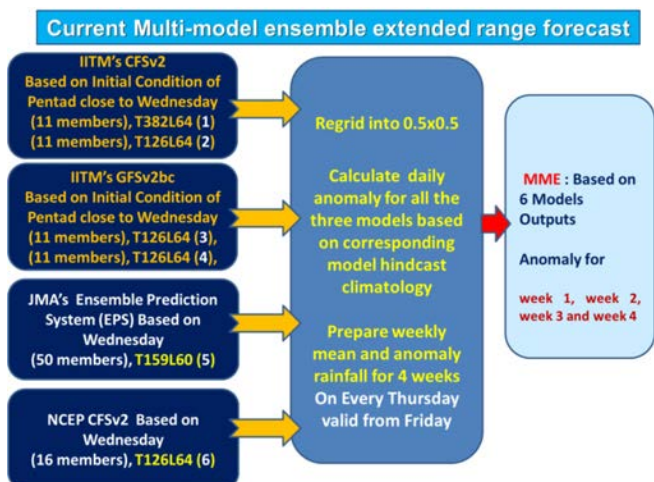 Current Multi-model ensemble extended range forecast
IITM's CFSv2
Based on Initial Condition of
Pentad close to Wednesday
(11 members), T382L64 (1)
(11 members), T126L64 (2)
IITM's GFSv2bc
Based on Initial Condition of
Pentad close to Wednesday
(11 members), T126L64 (3),
(11 members), T126L64 (4),
JMA's Ensemble Prediction
System (EPS) Based on
Wednesday
(50 members), T159L60 (5)
NCEP CFSv2 Based on
Wednesday
(16 members), T126L64 (6)
Regrid into 0.5x0.5
Calculate daily
anomaly for all the
three models based
on corresponding
model hindcast
climatology
Prepare weekly
mean and anomaly
rainfall for 4 weeks
On Every Thursday
valid from Friday
MME : Based on
6 Models
Outputs
Anomaly for
week 1, week 2,
week 3 and week 4